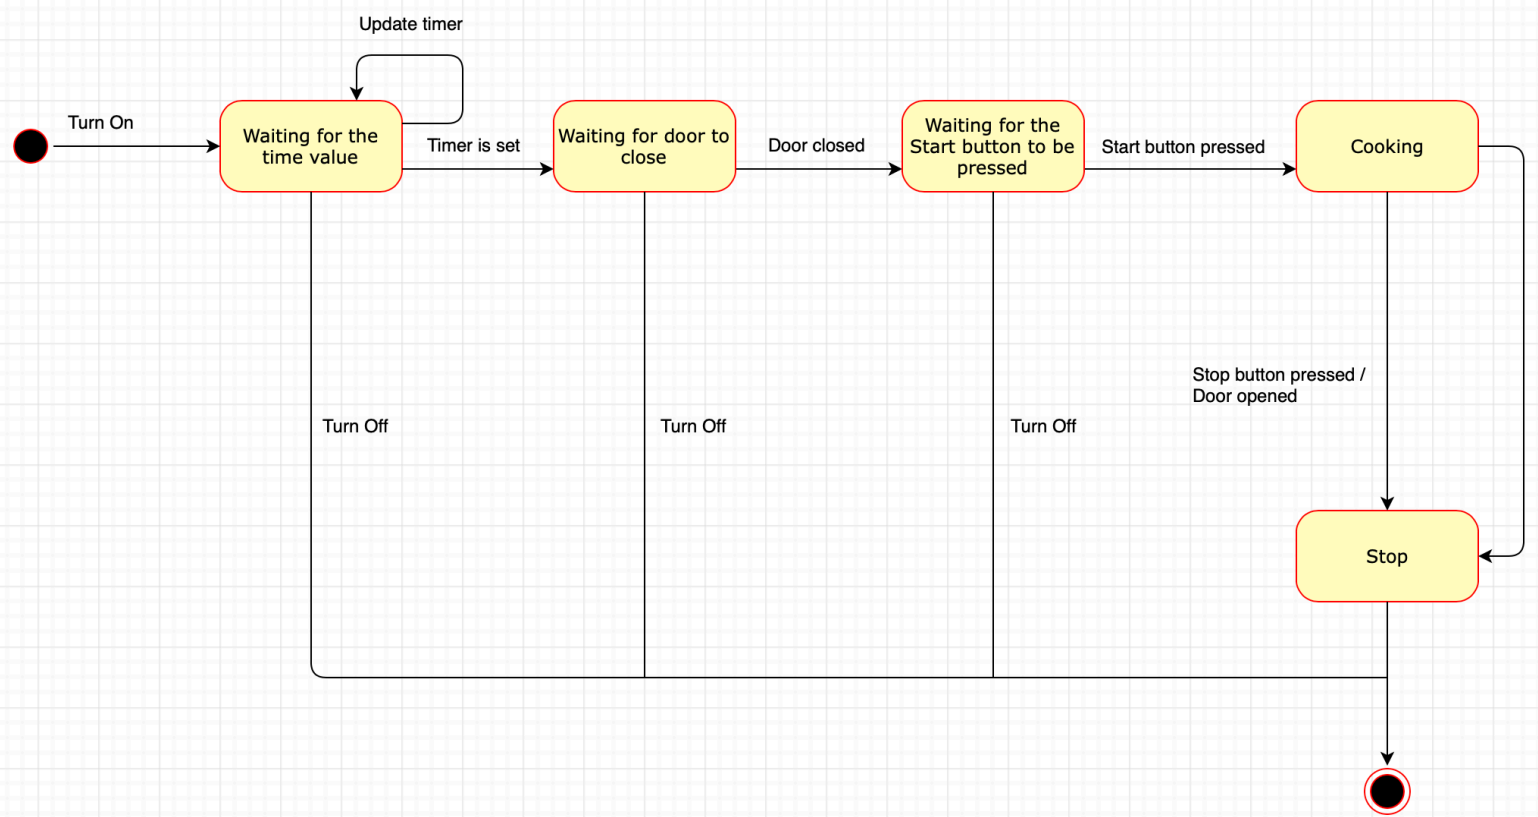 Update timer
Turn On
Waiting for the
time value
Timer is set
Waiting for door to
close
Door closed
Waiting for the
Start button to be
pressed
Start button pressed
Cooking
Stop button pressed /
Door opened
Turn Off
Turn Off
Turn Off
Stop